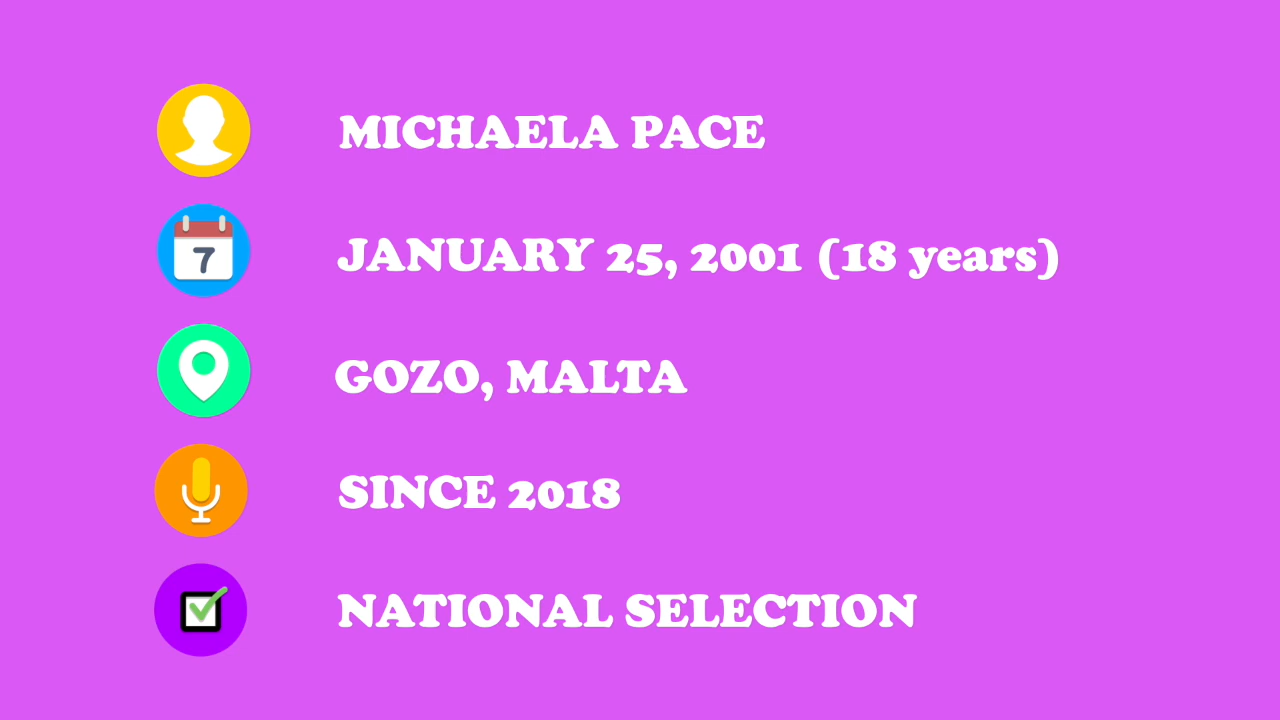 MICHAELA PACE
7
JANUARY 25, 2001 (18 years)
GOZO, MALTA
SINCE 2018
NATIONAL SELECTION